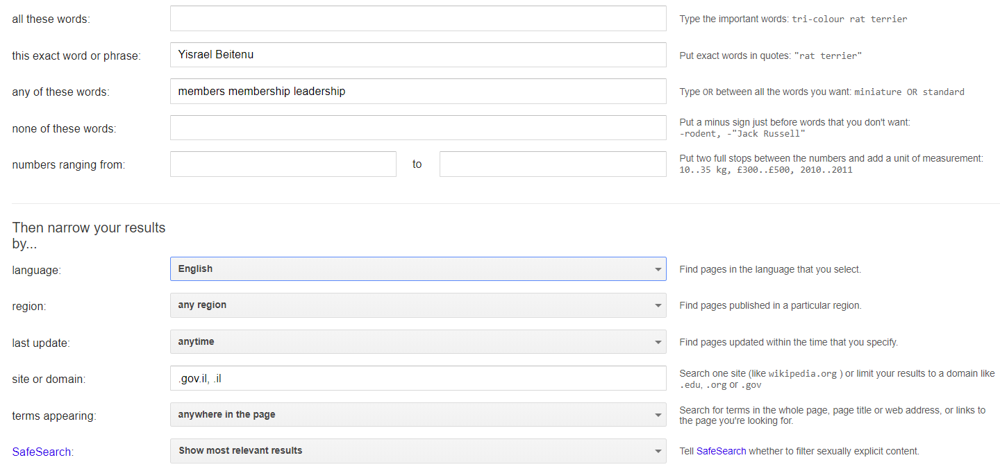 all these words:
Type the important words: tri-colour rat terrier
this exact word or phrase:
Yisrael Beitenu
Put exact words in quotes: "rat terrier"
any of these words:
members membership leadership
Type OR between all the words you want: miniature OR standard
none of these words:
Put a minus sign just before words that you don't want:
-rodent, -"Jack Russell"
numbers ranging from:
to
Put two full stops between the numbers and add a unit of measurement:
10..35 kg, £300..£500, 2010..2011
Then narrow your results
by...
language:
English
Find pages in the language that you select.
region:
any region
Find pages published in a particular region.
last update:
anytime
Find pages updated within the time that you specify.
site or domain:
.gov.il, .il
Search one site (like wikipedia.org ) or limit your results to a domain like
.edu, .org or .gov
terms appearing:
anywhere in the page
Search for terms in the whole page, page title or web address, or links to
the page you're looking for.
SafeSearch:
Show most relevant results
Tell SafeSearch whether to filter sexually explicit content.